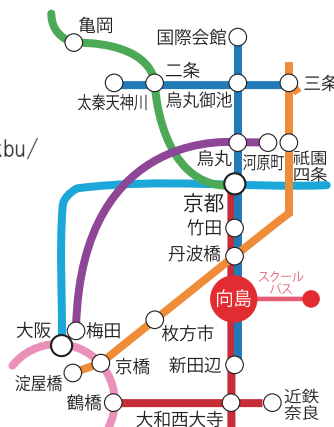 亀岡
国際会館
二条
三条
太秦天神川
烏丸御池
kbu/
烏丸
河原町
祇園
四条
京都
竹田
丹波橋
スクール
バス
向島
大阪
梅田
枚方市
淀屋橋
京橋
新田辺
鶴橋
近鉄
奈良
大和西大寺